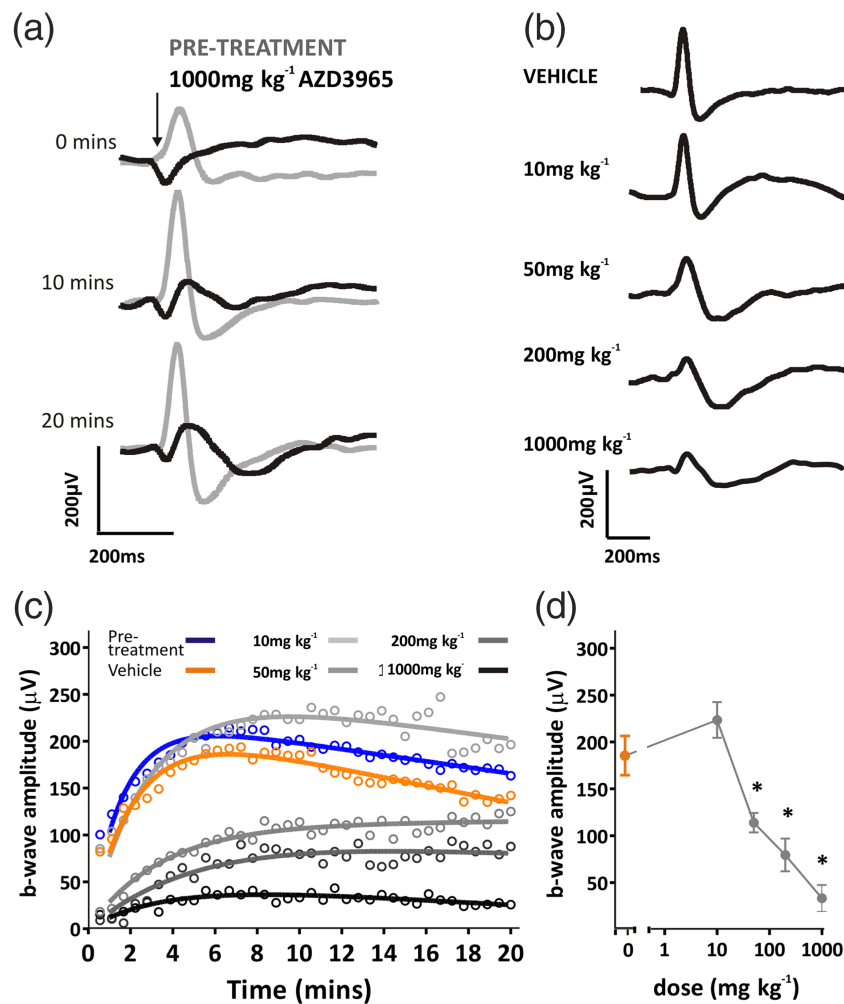 (a)
PRE-TREATMENT
1000mg kg⁻¹ AZD3965
0 mins
10 mins
20 mins
200µV
200ms
(b)
VEHICLE
10mg kg⁻¹
50mg kg⁻¹
200mg kg⁻¹
1000mg kg⁻¹
200µV
200ms
(c)
Pre-
treatment
10mg kg⁻¹
200mg kg⁻¹
Vehicle
50mg kg⁻¹
1000mg kg⁻
b-wave amplitude (µV)
300
250
200
150
100
50
0
0 2 4 6 8 10 12 14 16 18 20
Time (mins)
(d)
b-wave amplitude (µV)
300
250
200
150
100
50
* * *
0 1 10 100 1000
dose (mg kg⁻¹)